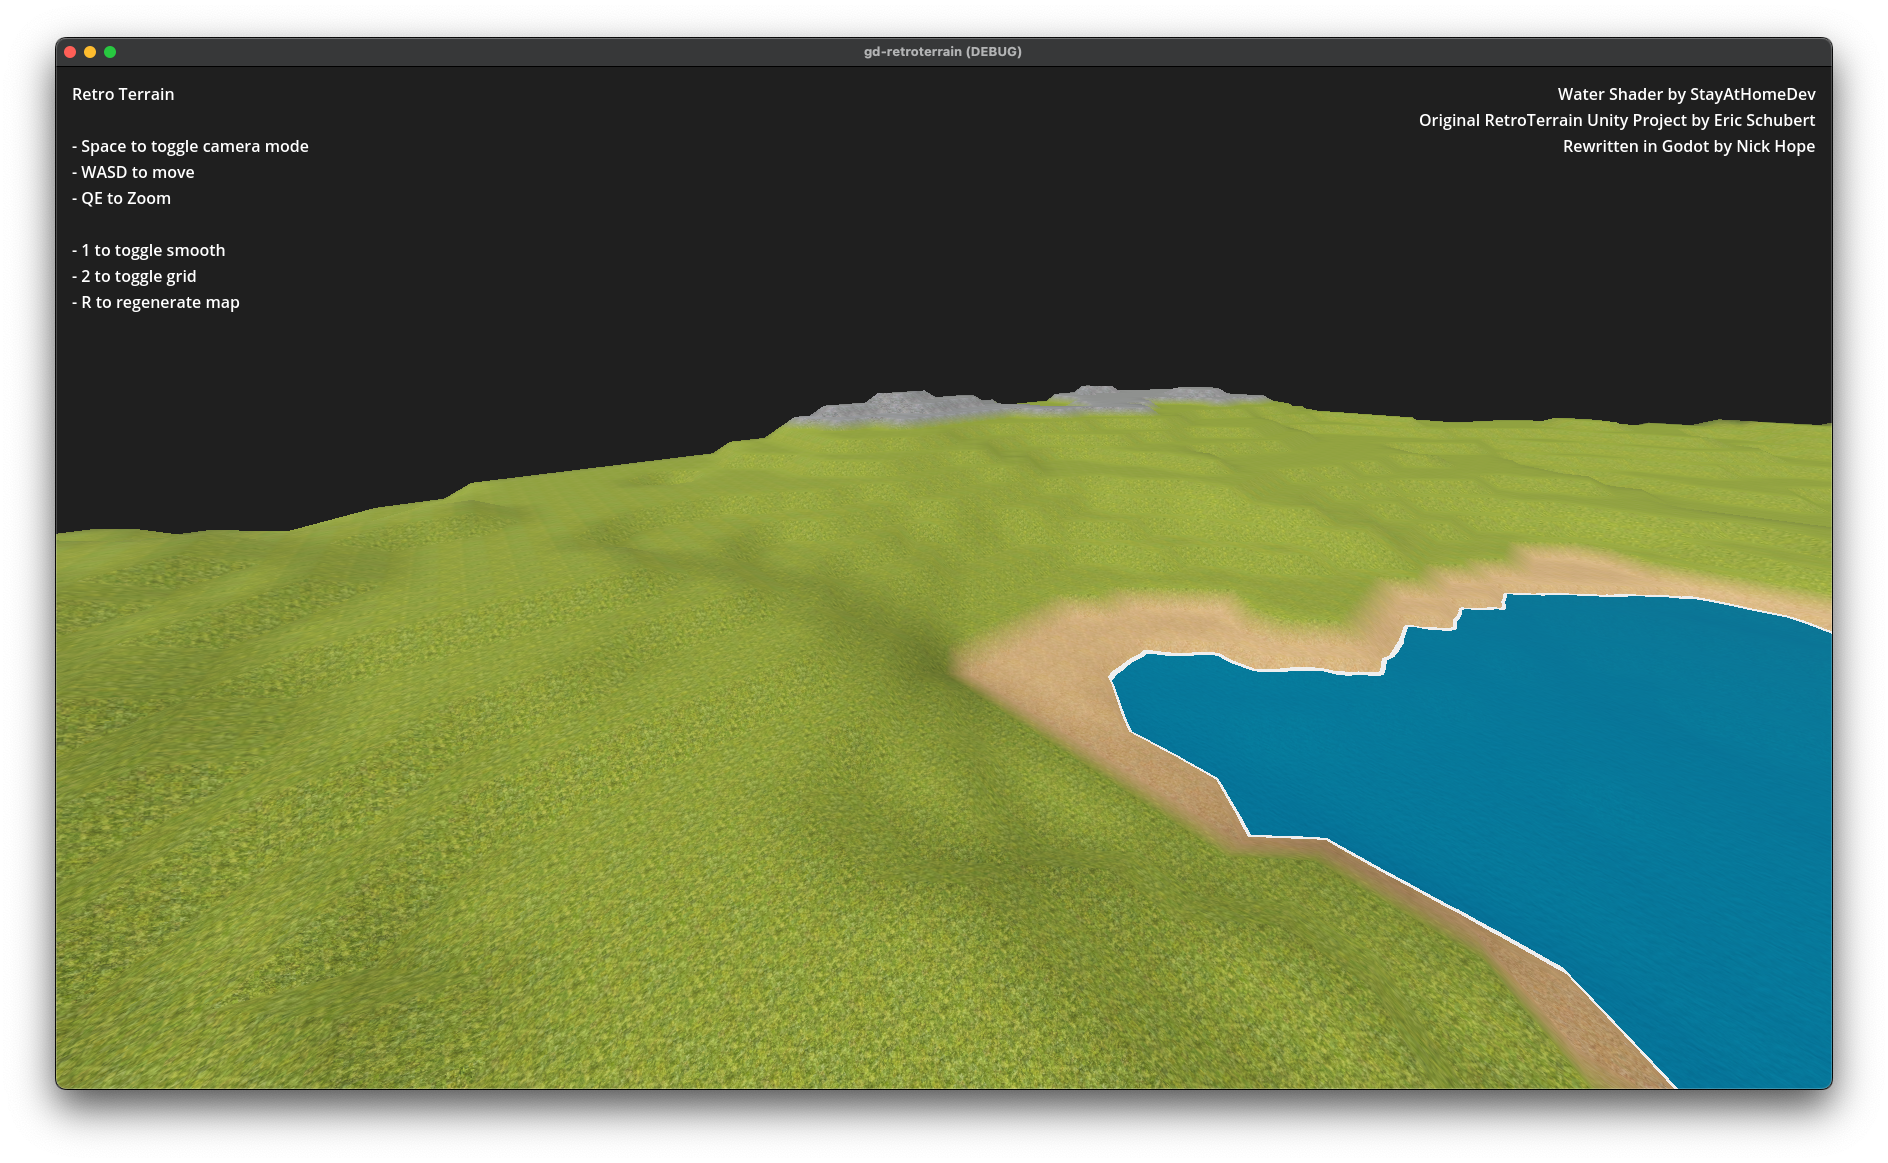 gd-retroterrain (DEBUG)
Retro Terrain
- Space to toggle camera mode
- WASD to move
- QE to Zoom
- 1 to toggle smooth
- 2 to toggle grid
- R to regenerate map
Water Shader by StayAtHomeDev
Original RetroTerrain Unity Project by Eric Schubert
Rewritten in Godot by Nick Hope